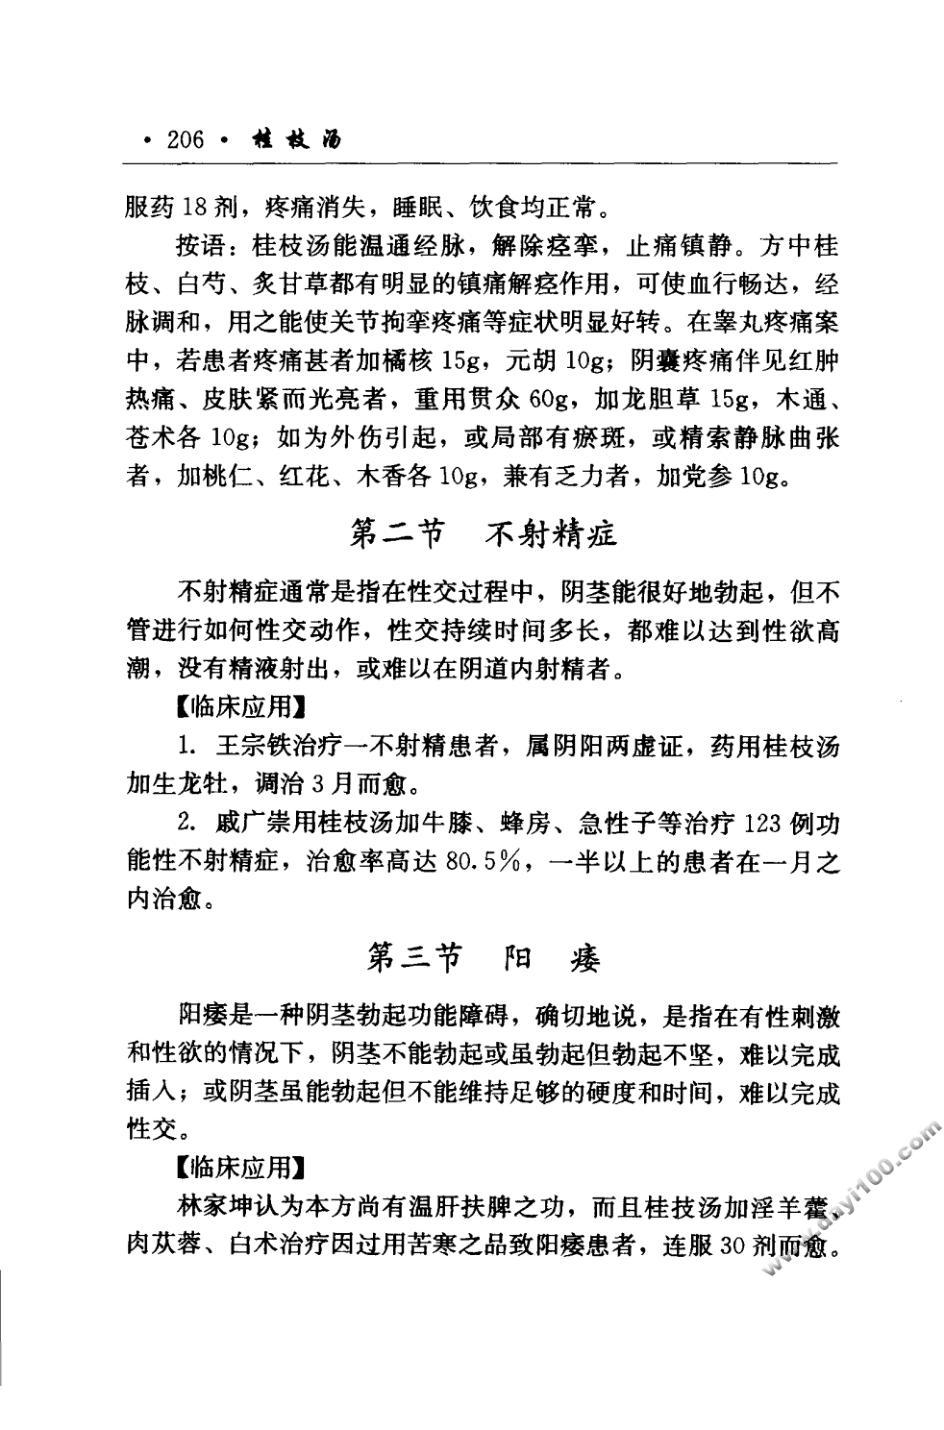 · 206 · 桂枝汤
服药 18 剂，疼痛消失，睡眠、饮食均正常。
按语：桂枝汤能温通经脉，解除痉挛，止痛镇静。方中桂
枝、白芍、炙甘草都有明显的镇痛解痉作用，可使血行畅达，经
脉调和，用之能使关节拘挛疼痛等症状明显好转。在睾丸疼痛案
中，若患者疼痛甚者加橘核 15g，元胡 10g；阴囊疼痛伴见红肿
热痛、皮肤紧而光亮者，重用贯众 60g，加龙胆草 15g，木通、
苍术各 10g；如为外伤引起，或局部有瘀斑，或精索静脉曲张
者，加桃仁、红花、木香各 10g，兼有乏力者，加党参 10g。
第二节 不射精症
不射精症通常是指在性交过程中，阴茎能很好地勃起，但不
管进行如何性交动作，性交持续时间多长，都难以达到性欲高
潮，没有精液射出，或难以在阴道内射精者。
【临床应用】
1. 王宗铁治疗一不射精患者，属阴阳两虚证，药用桂枝汤
加生龙牡，调治 3 月而愈。
2. 戚广崇用桂枝汤加牛膝、蜂房、急性子等治疗 123 例功
能性不射精症，治愈率高达 80.5%，一半以上的患者在一月之
内治愈。
第三节 阳 痿
阳痿是一种阴茎勃起功能障碍，确切地说，是指在有性刺激
和性欲的情况下，阴茎不能勃起或虽勃起但勃起不坚，难以完成
插入；或阴茎虽能勃起但不能维持足够的硬度和时间，难以完成
性交。
【临床应用】
林家坤认为本方尚有温肝扶脾之功，而且桂技汤加淫羊藿、
肉苁蓉、白术治疗因过用苦寒之品致阳痿患者，连服 30 剂而愈。
www.dayi100.com